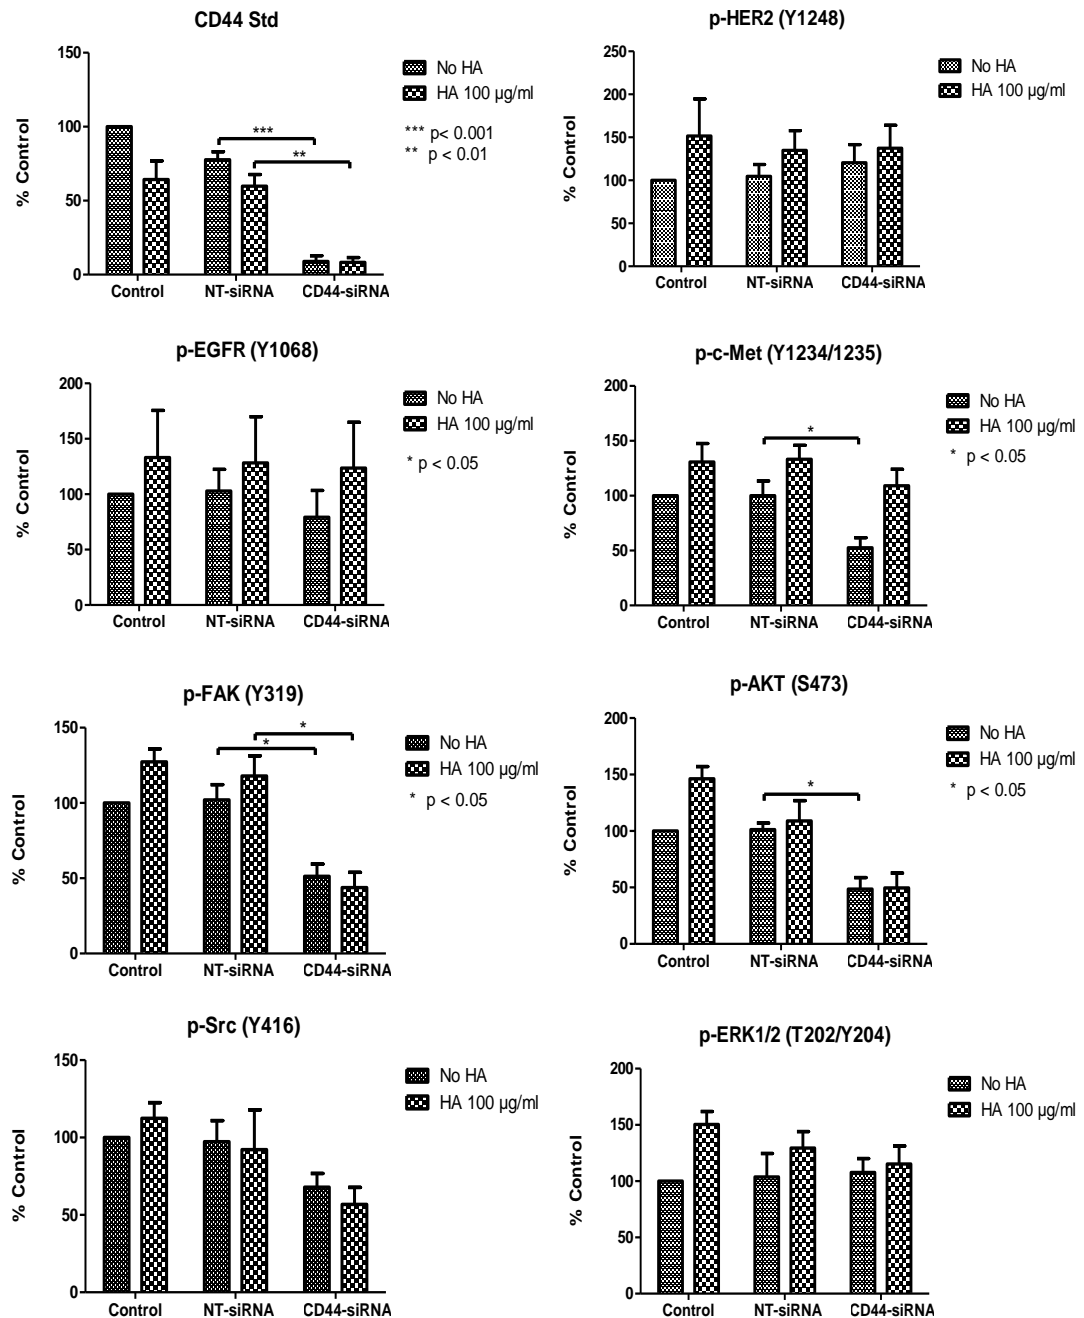 CD44 Std
150
100
50
0
% Control
***
**
Control NT-siRNA CD44-siRNA
No HA
HA 100 µg/ml
*** p< 0.001
** p < 0.01
p-HER2 (Y1248)
250
200
150
100
50
0
% Control
Control NT-siRNA CD44-siRNA
No HA
HA 100 µg/ml
p-EGFR (Y1068)
200
150
100
50
0
% Control
Control NT-siRNA CD44-siRNA
No HA
HA 100 µg/ml
* p < 0.05
p-c-Met (Y1234/1235)
200
150
100
50
0
% Control
*
Control NT-siRNA CD44-siRNA
No HA
HA 100 µg/ml
* p < 0.05
p-FAK (Y319)
150
100
50
0
% Control
*
*
Control NT-siRNA CD44-siRNA
No HA
HA 100 µg/ml
* p < 0.05
p-AKT (S473)
200
150
100
50
0
% Control
*
Control NT-siRNA CD44-siRNA
No HA
HA 100 µg/ml
* p < 0.05
p-Src (Y416)
150
100
50
0
% Control
Control NT-siRNA CD44-siRNA
No HA
HA 100 µg/ml
p-ERK1/2 (T202/Y204)
200
150
100
50
0
% Control
Control NT-siRNA CD44-siRNA
No HA
HA 100 µg/ml